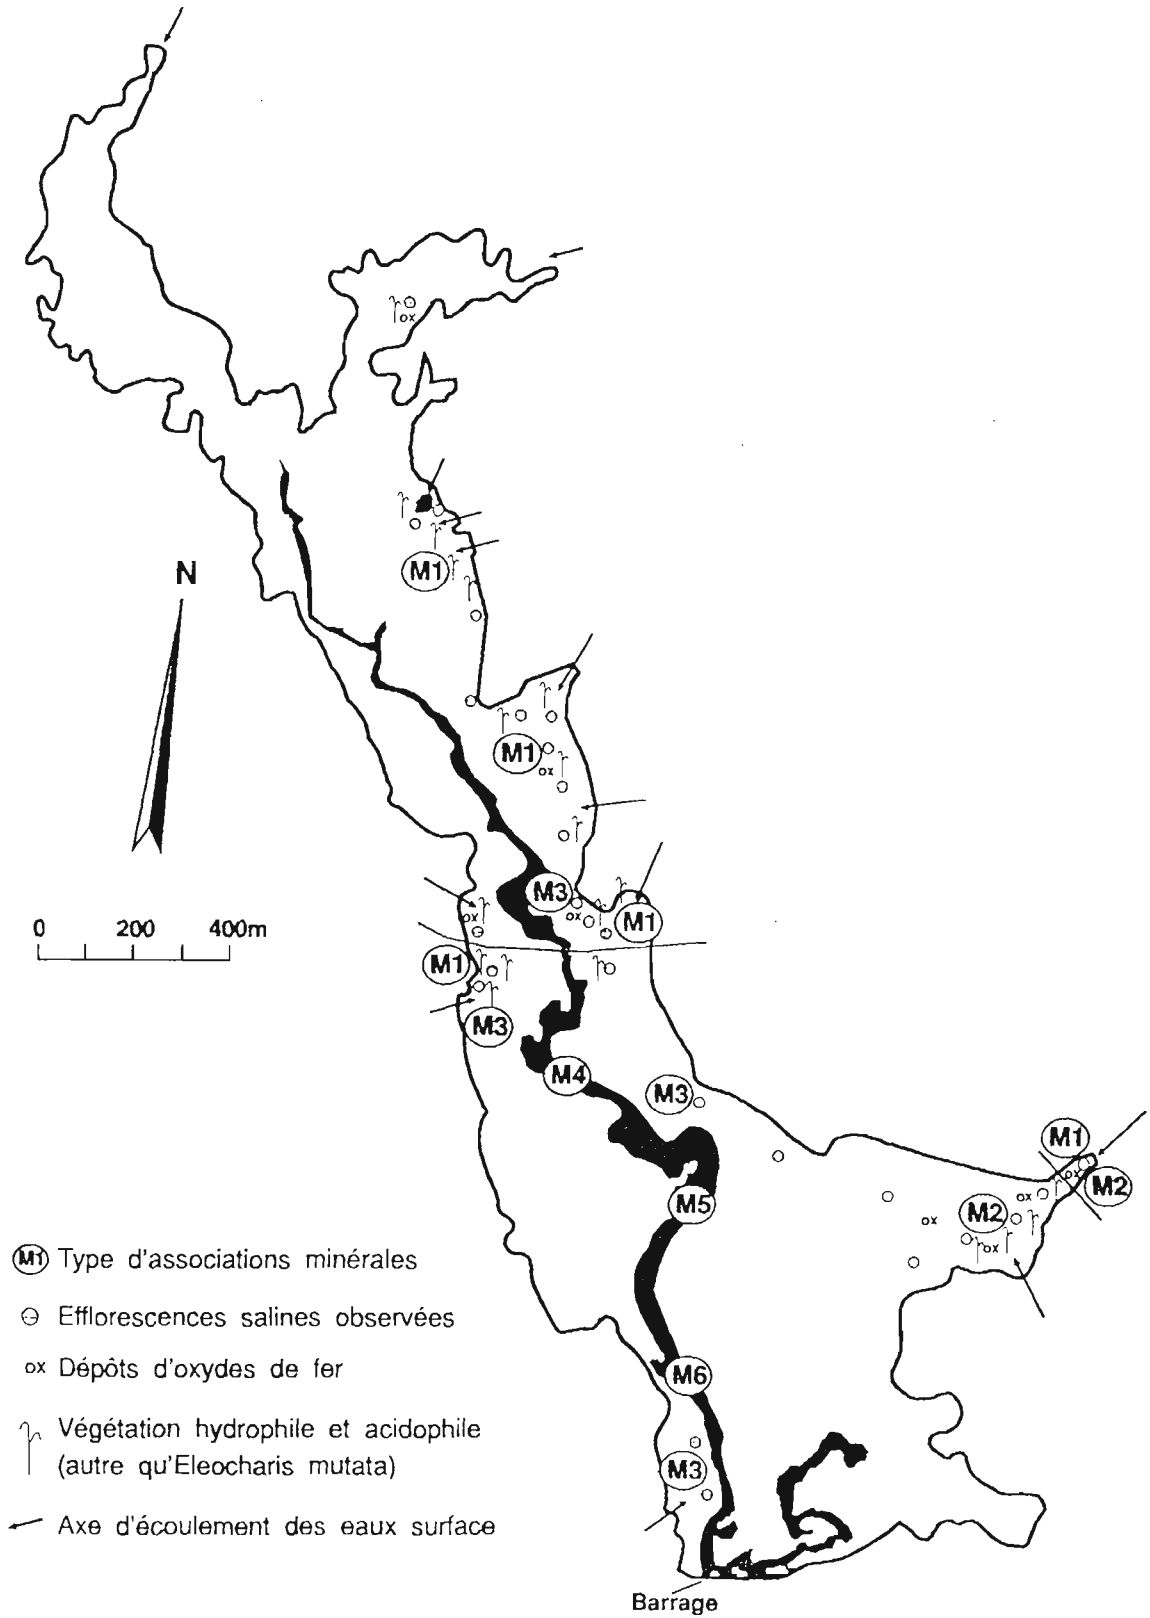 ox
M1
N
M1
ox
M3
ox
ox
M1
0 200 400m
M1
M3
M4
M3
M1
ox
M2
M5
ox
M2
ox
ox
M1 Type d'associations minérales
Efflorescences salines observées
ox Dépôts d'oxydes de fer
M6
Végétation hydrophile et acidophile
(autre qu'Eleocharis mutata)
M3
Axe d'écoulement des eaux surface
Barrage